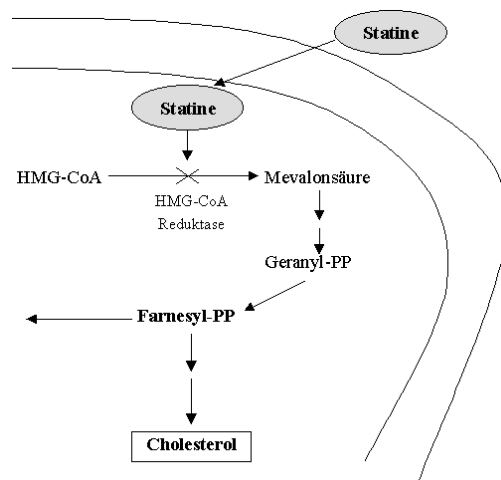 Statine
Statine
HMG-CoA
Mevalonsäure
HMG-CoA
Reduktase
Geranyl-PP
Farnesyl-PP
Cholesterol